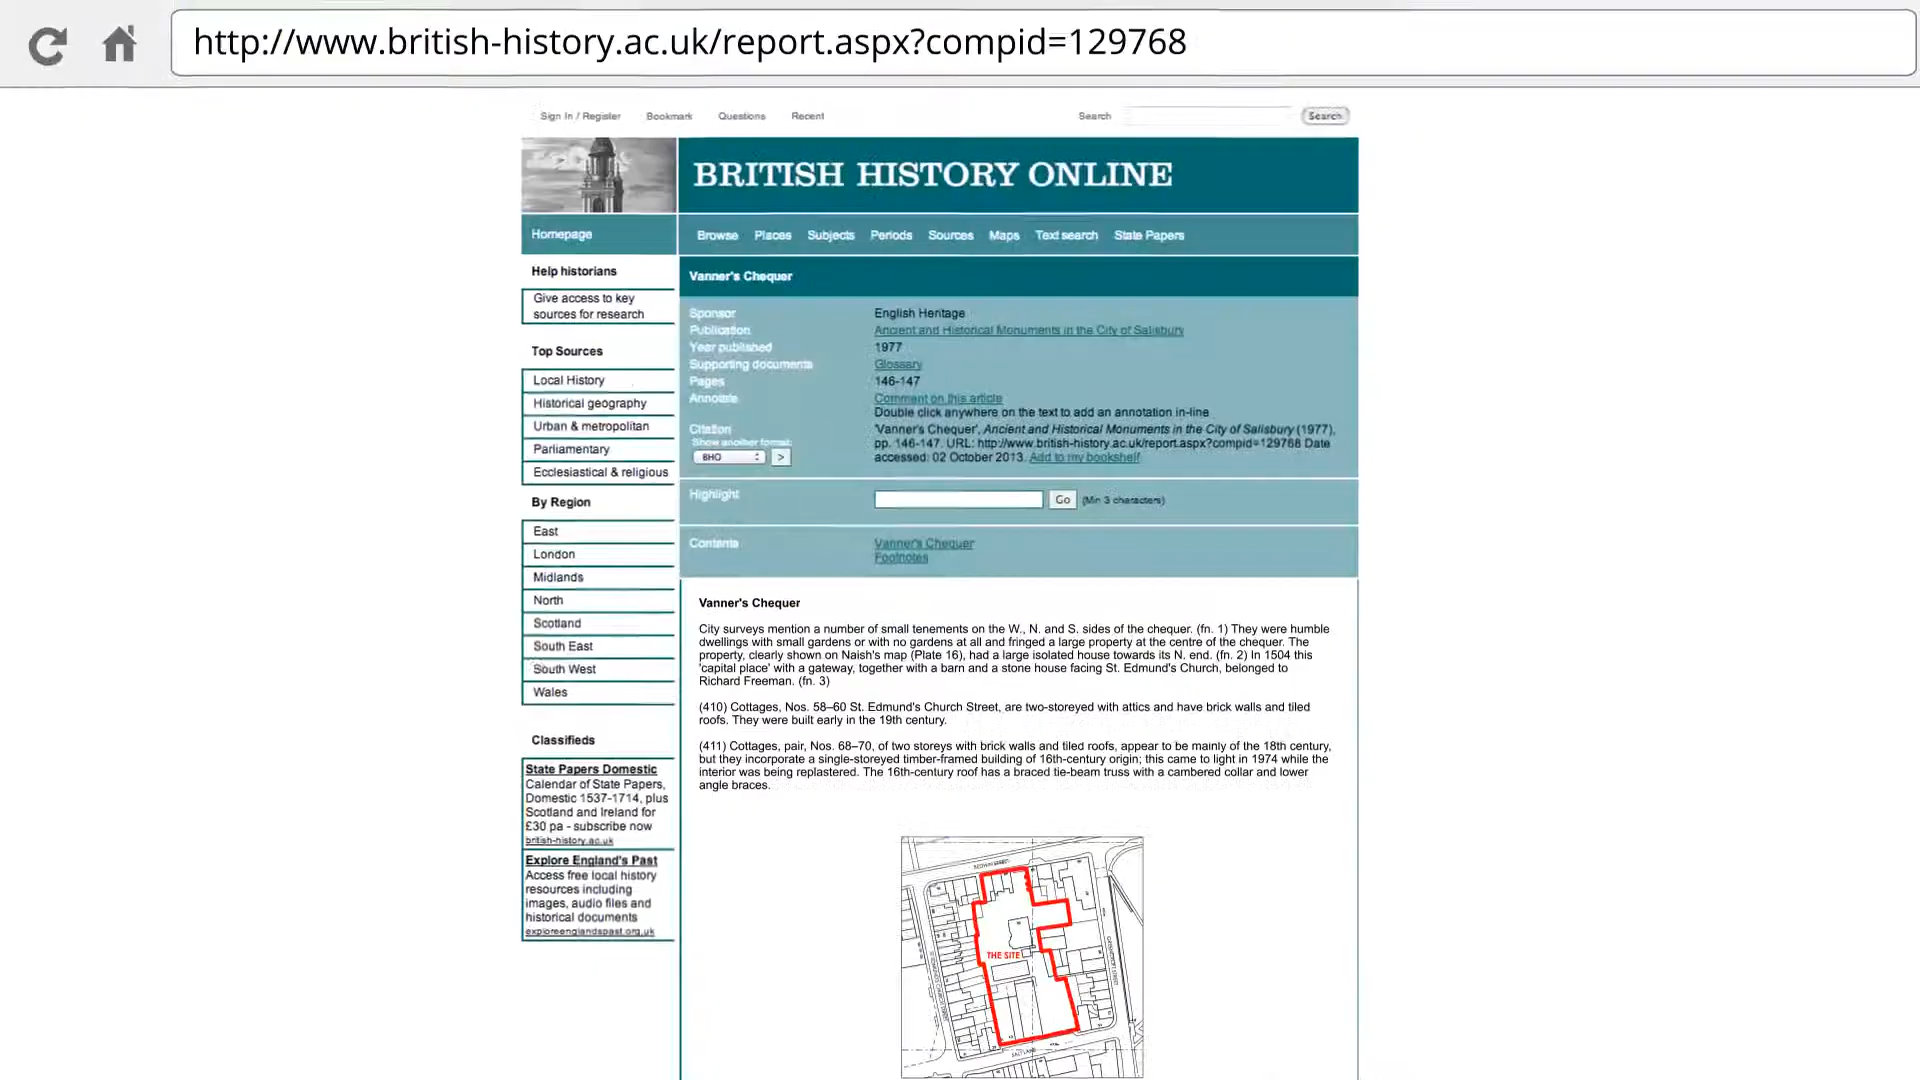 http://www.british-history.ac.uk/report.aspx?compid=129768
Sign In / Register Bookmark Questions Recent Search Search
BRITISH HISTORY ONLINE
Homepage
Browse Places Subjects Periods Sources Maps Text search State Papers
Help historians
Give access to key
sources for research
Top Sources
Local History
Historical geography
Urban & metropolitan
Parliamentary
Ecclesiastical & religious
By Region
East
London
Midlands
North
Scotland
South East
South West
Wales
Classifieds
State Papers Domestic
Calendar of State Papers,
Domestic 1537-1714, plus
Scotland and Ireland for
£30 pa - subscribe now
british-history.ac.uk
Explore England's Past
Access free local history
resources including
images, audio files and
historical documents
exploreenglandspast.org.uk
Vanner's Chequer
Sponsor English Heritage
Publication Ancient and Historical Monuments in the City of Salisbury
Year published 1977
Supporting documents Glossary
Pages 146-147
Annotate Comment on this article
Double click anywhere on the text to add an annotation in-line
Citation 'Vanner's Chequer', Ancient and Historical Monuments in the City of Salisbury (1977),
Show another format: pp. 146-147. URL: http://www.british-history.ac.uk/report.aspx?compid=129768 Date
BHO > accessed: 02 October 2013. Add to my bookshelf
Highlight Go (Min 3 characters)
Contents Vanner's Chequer
Footnotes
Vanner's Chequer
City surveys mention a number of small tenements on the W., N. and S. sides of the chequer. (fn. 1) They were humble
dwellings with small gardens or with no gardens at all and fringed a large property at the centre of the chequer. The
property, clearly shown on Naish's map (Plate 16), had a large isolated house towards its N. end. (fn. 2) In 1504 this
'capital place' with a gateway, together with a barn and a stone house facing St. Edmund's Church, belonged to
Richard Freeman. (fn. 3)
(410) Cottages, Nos. 58–60 St. Edmund's Church Street, are two-storeyed with attics and have brick walls and tiled
roofs. They were built early in the 19th century.
(411) Cottages, pair, Nos. 68–70, of two storeys with brick walls and tiled roofs, appear to be mainly of the 18th century,
but they incorporate a single-storeyed timber-framed building of 16th-century origin; this came to light in 1974 while the
interior was being replastered. The 16th-century roof has a braced tie-beam truss with a cambered collar and lower
angle braces.
THE SITE